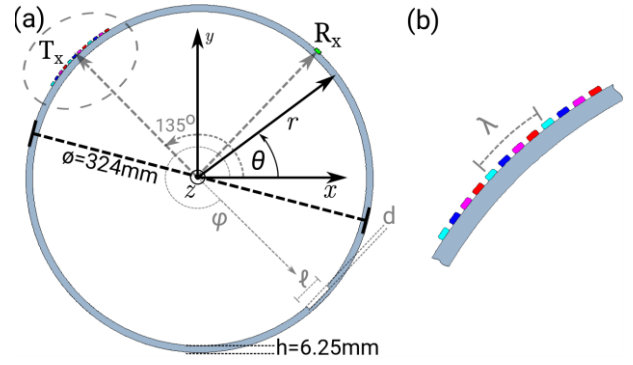 (a)
(b)
Tₓ
y
Rₓ
135°
r
λ
θ
ø=324mm
z
x
φ
d
ℓ
h=6.25mm